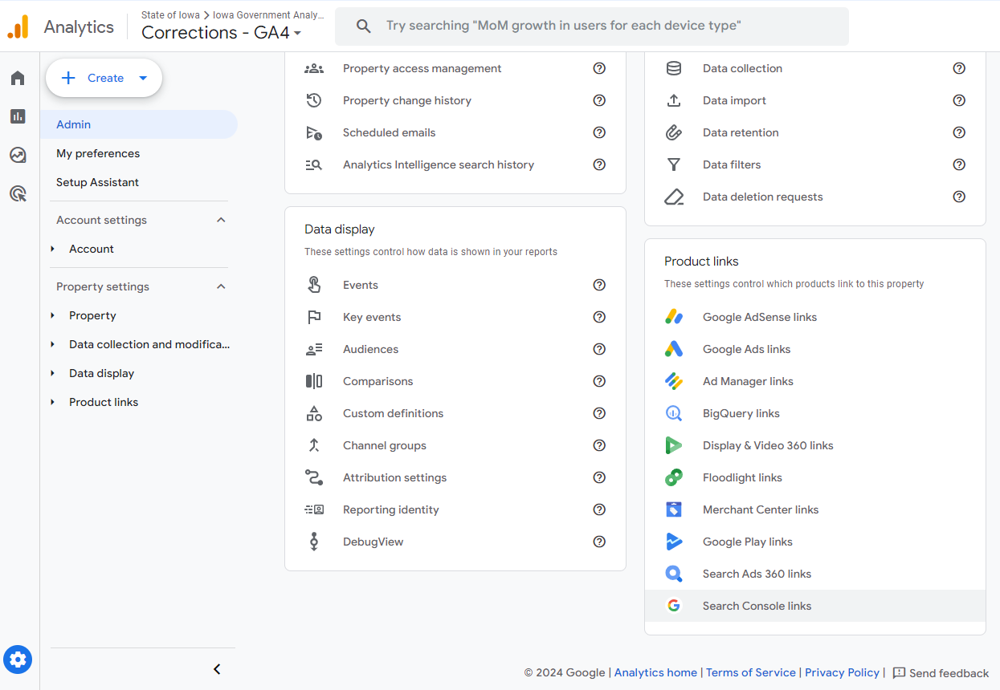 Analytics
State of Iowa > Iowa Government Analy...
Corrections - GA4
Try searching "MoM growth in users for each device type"
Create
Admin
My preferences
Setup Assistant
Account settings
Account
Property settings
Property
Data collection and modifica...
Data display
Product links
Property access management
Property change history
Scheduled emails
Analytics Intelligence search history
Data display
These settings control how data is shown in your reports
Events
Key events
Audiences
Comparisons
Custom definitions
Channel groups
Attribution settings
Reporting identity
DebugView
Data collection
Data import
Data retention
Data filters
Data deletion requests
Product links
These settings control which products link to this property
Google AdSense links
Google Ads links
Ad Manager links
BigQuery links
Display & Video 360 links
Floodlight links
Merchant Center links
Google Play links
Search Ads 360 links
Search Console links
© 2024 Google | Analytics home | Terms of Service | Privacy Policy | Send feedback